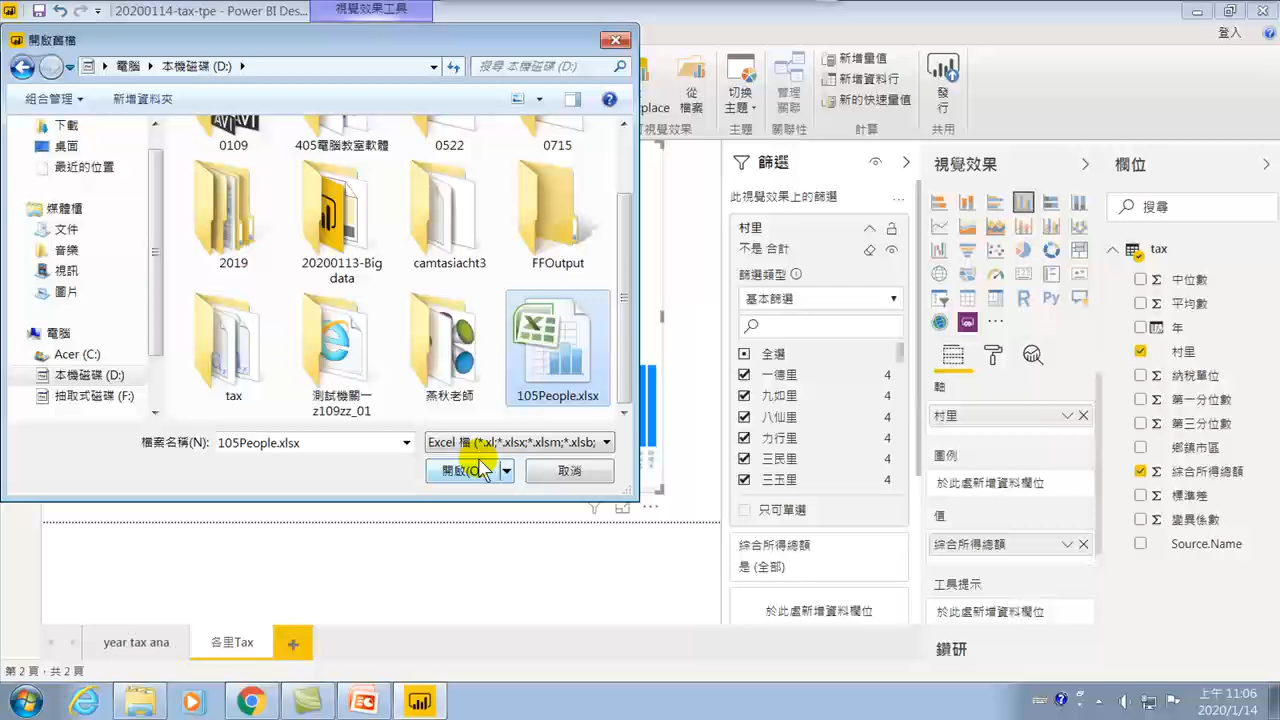 20200114-tax-tpe - Power BI Des...
視覺效果工具
登入
開啟舊檔
電腦
本機磁碟 (D:)
搜尋 本機磁碟 (D:)
組合管理
新增資料夾
下載
桌面
最近的位置
媒體櫃
文件
音樂
視訊
圖片
電腦
Acer (C:)
本機磁碟 (D:)
抽取式磁碟 (F:)
0109
405電腦教室軟體
0522
0715
2019
20200113-Big
data
camtasiacht3
FFOutput
tax
測試機關一
z109zz_01
燕秋老師
105People.xlsx
檔案名稱(N):
105People.xlsx
Excel 檔 (*.xl;*.xlsx;*.xlsm;*.xlsb;
開啟(O)
取消
place
從
檔案
可視覺效果
切換
主題
主題
管理
關聯
關聯性
新增量值
新增資料行
新的快速量值
計算
發
行
共用
篩選
此視覺效果上的篩選
...
村里
不是 合計
篩選類型
基本篩選
全選
一德里
4
九如里
4
八仙里
4
力行里
4
三民里
4
三玉里
4
只可單選
綜合所得總額
是 (全部)
於此處新增資料欄位
視覺效果
R
Py
軸
村里
圖例
於此處新增資料欄位
值
綜合所得總額
工具提示
於此處新增資料欄位
鑽研
欄位
搜尋
tax
中位數
平均數
年
村里
納稅單位
第一分位數
第三分位數
鄉鎮市區
綜合所得總額
標準差
變異係數
Source.Name
year tax ana
各里Tax
第 2 頁，共 2 頁
上午 11:06
2020/1/14